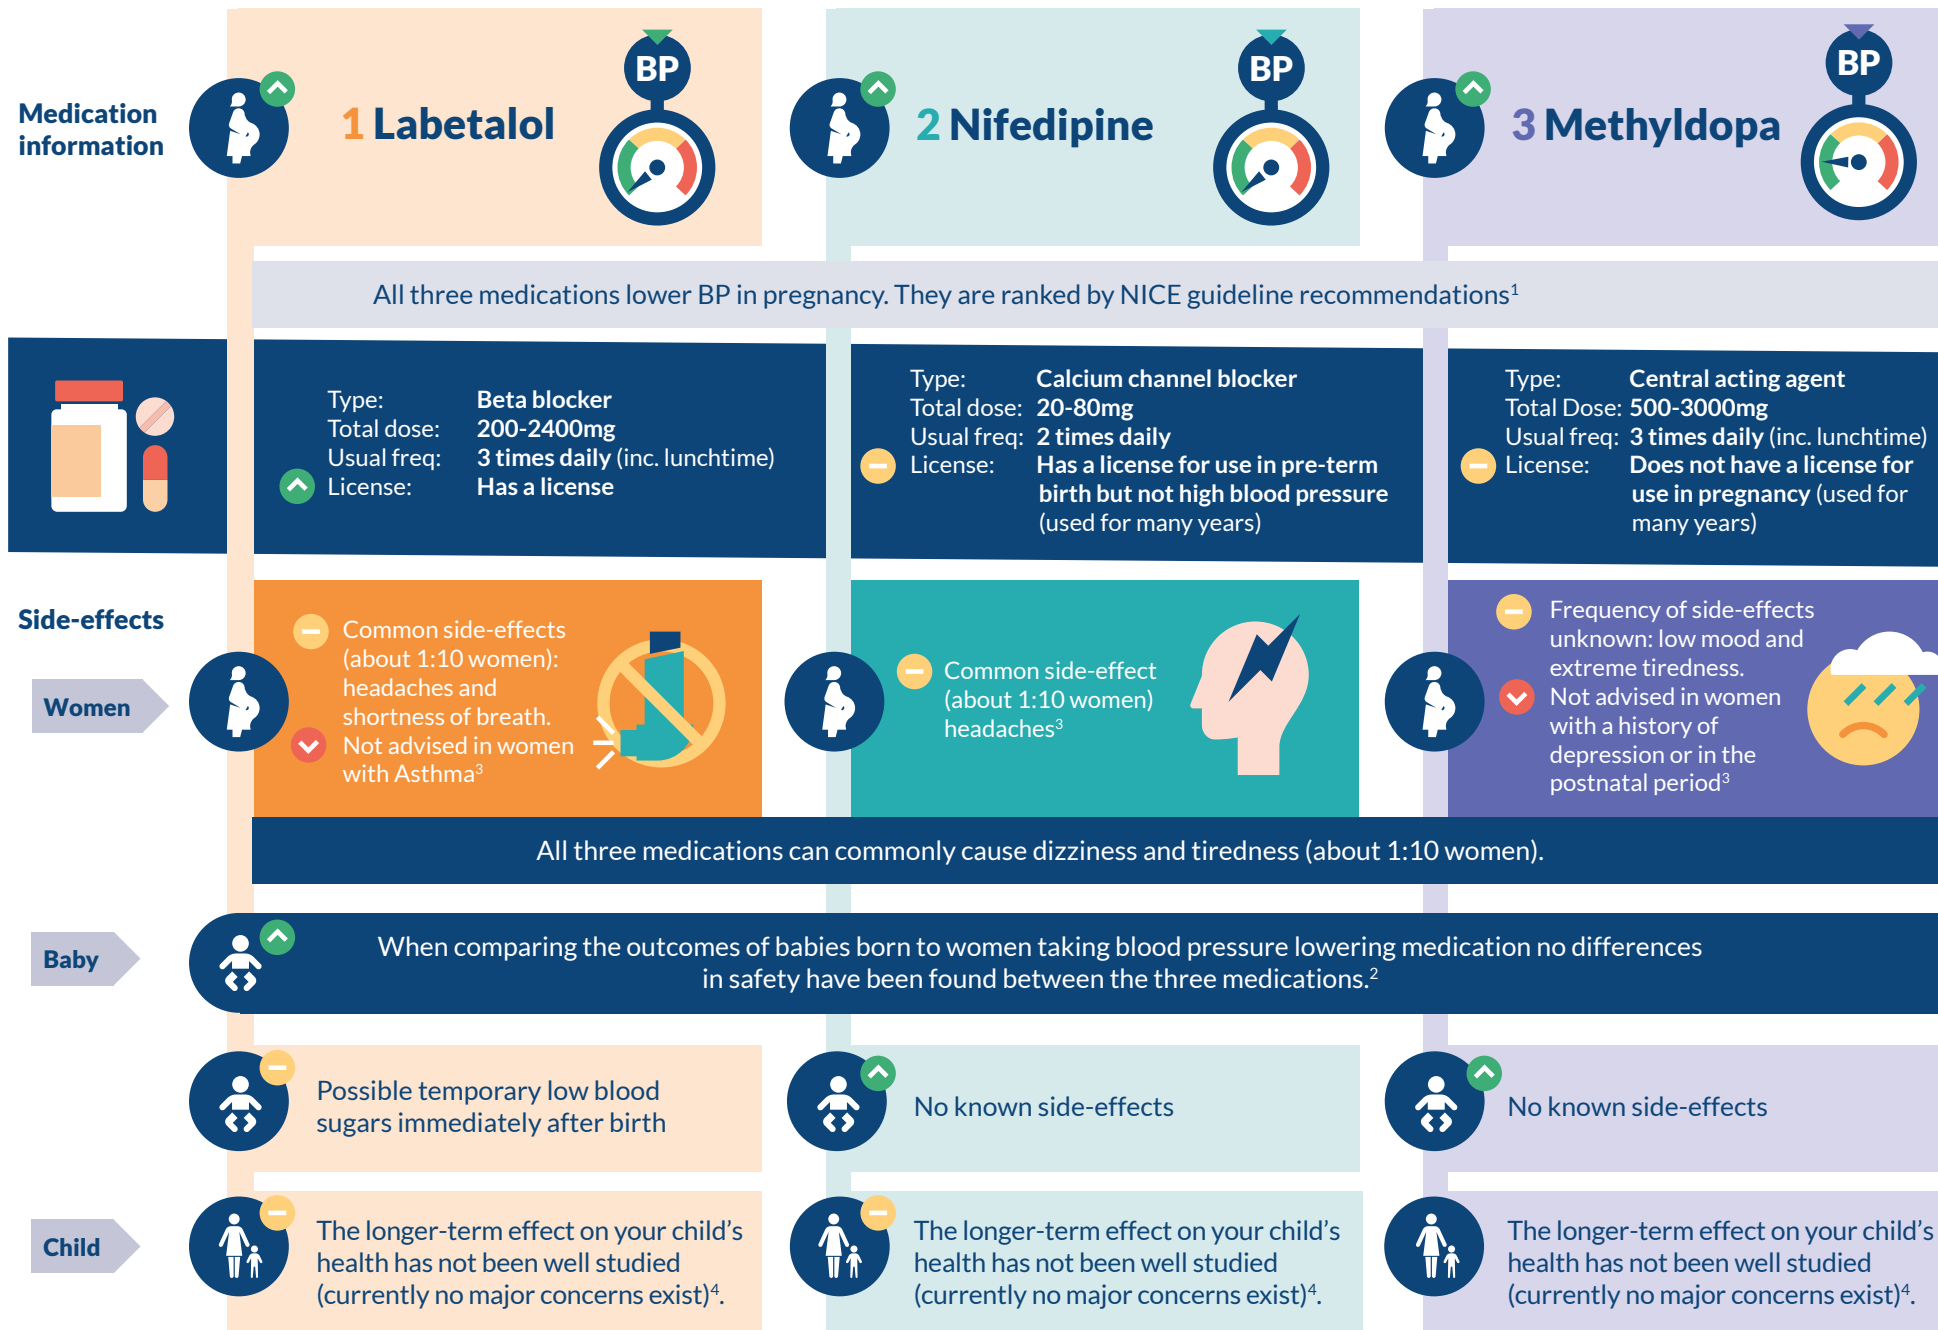 Medication
information
BP
1 Labetalol
BP
2 Nifedipine
BP
3 Methyldopa
All three medications lower BP in pregnancy. They are ranked by NICE guideline recommendations¹
Type: Beta blocker
Total dose: 200-2400mg
Usual freq: 3 times daily (inc. lunchtime)
License: Has a license
Type: Calcium channel blocker
Total dose: 20-80mg
Usual freq: 2 times daily
License: Has a license for use in pre-term
birth but not high blood pressure
(used for many years)
Type: Central acting agent
Total Dose: 500-3000mg
Usual freq: 3 times daily (inc. lunchtime)
License: Does not have a license for
use in pregnancy (used for
many years)
Side-effects
Women
Common side-effects
(about 1:10 women):
headaches and
shortness of breath.
Not advised in women
with Asthma³
Common side-effect
(about 1:10 women)
headaches³
Frequency of side-effects
unknown: low mood and
extreme tiredness.
Not advised in women
with a history of
depression or in the
postnatal period³
All three medications can commonly cause dizziness and tiredness (about 1:10 women).
Baby
When comparing the outcomes of babies born to women taking blood pressure lowering medication no differences
in safety have been found between the three medications.²
Possible temporary low blood
sugars immediately after birth
No known side-effects
No known side-effects
Child
The longer-term effect on your child’s
health has not been well studied
(currently no major concerns exist)⁴.
The longer-term effect on your child’s
health has not been well studied
(currently no major concerns exist)⁴.
The longer-term effect on your child’s
health has not been well studied
(currently no major concerns exist)⁴.